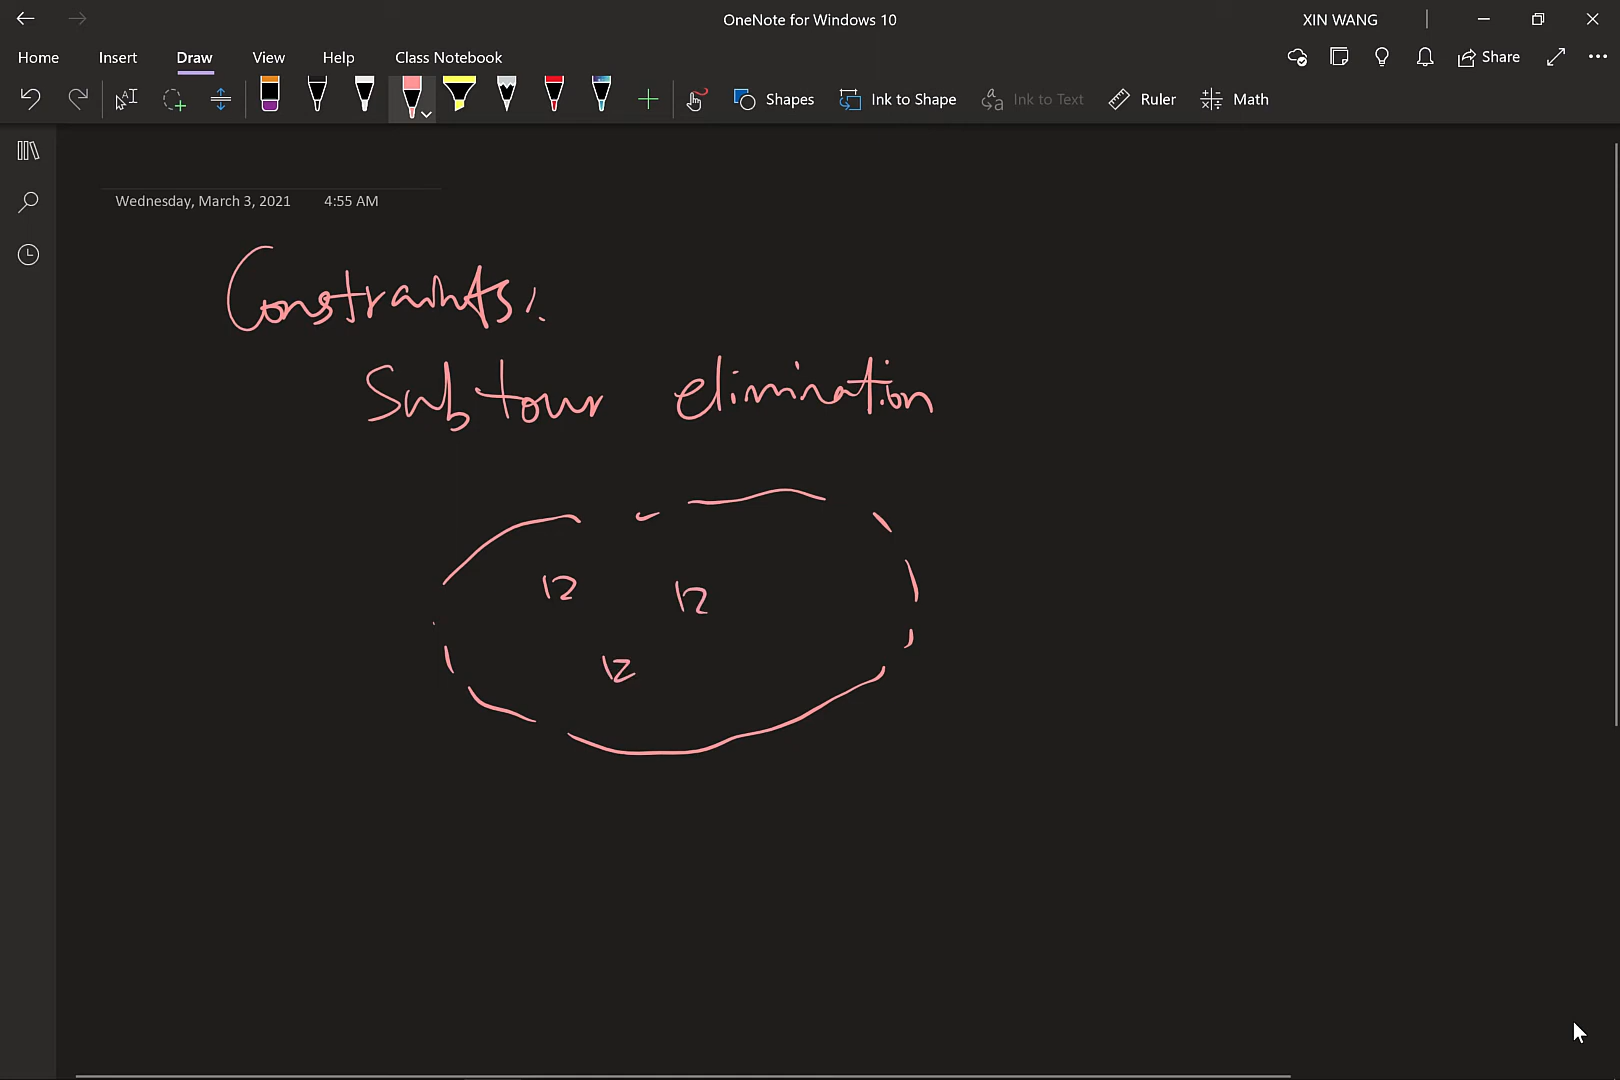 OneNote for Windows 10
XIN WANG
Home Insert Draw View Help Class Notebook
Share
Shapes Ink to Shape Ink to Text Ruler Math
Wednesday, March 3, 2021 4:55 AM
Constraints:
Subtour elimination
12 12
12